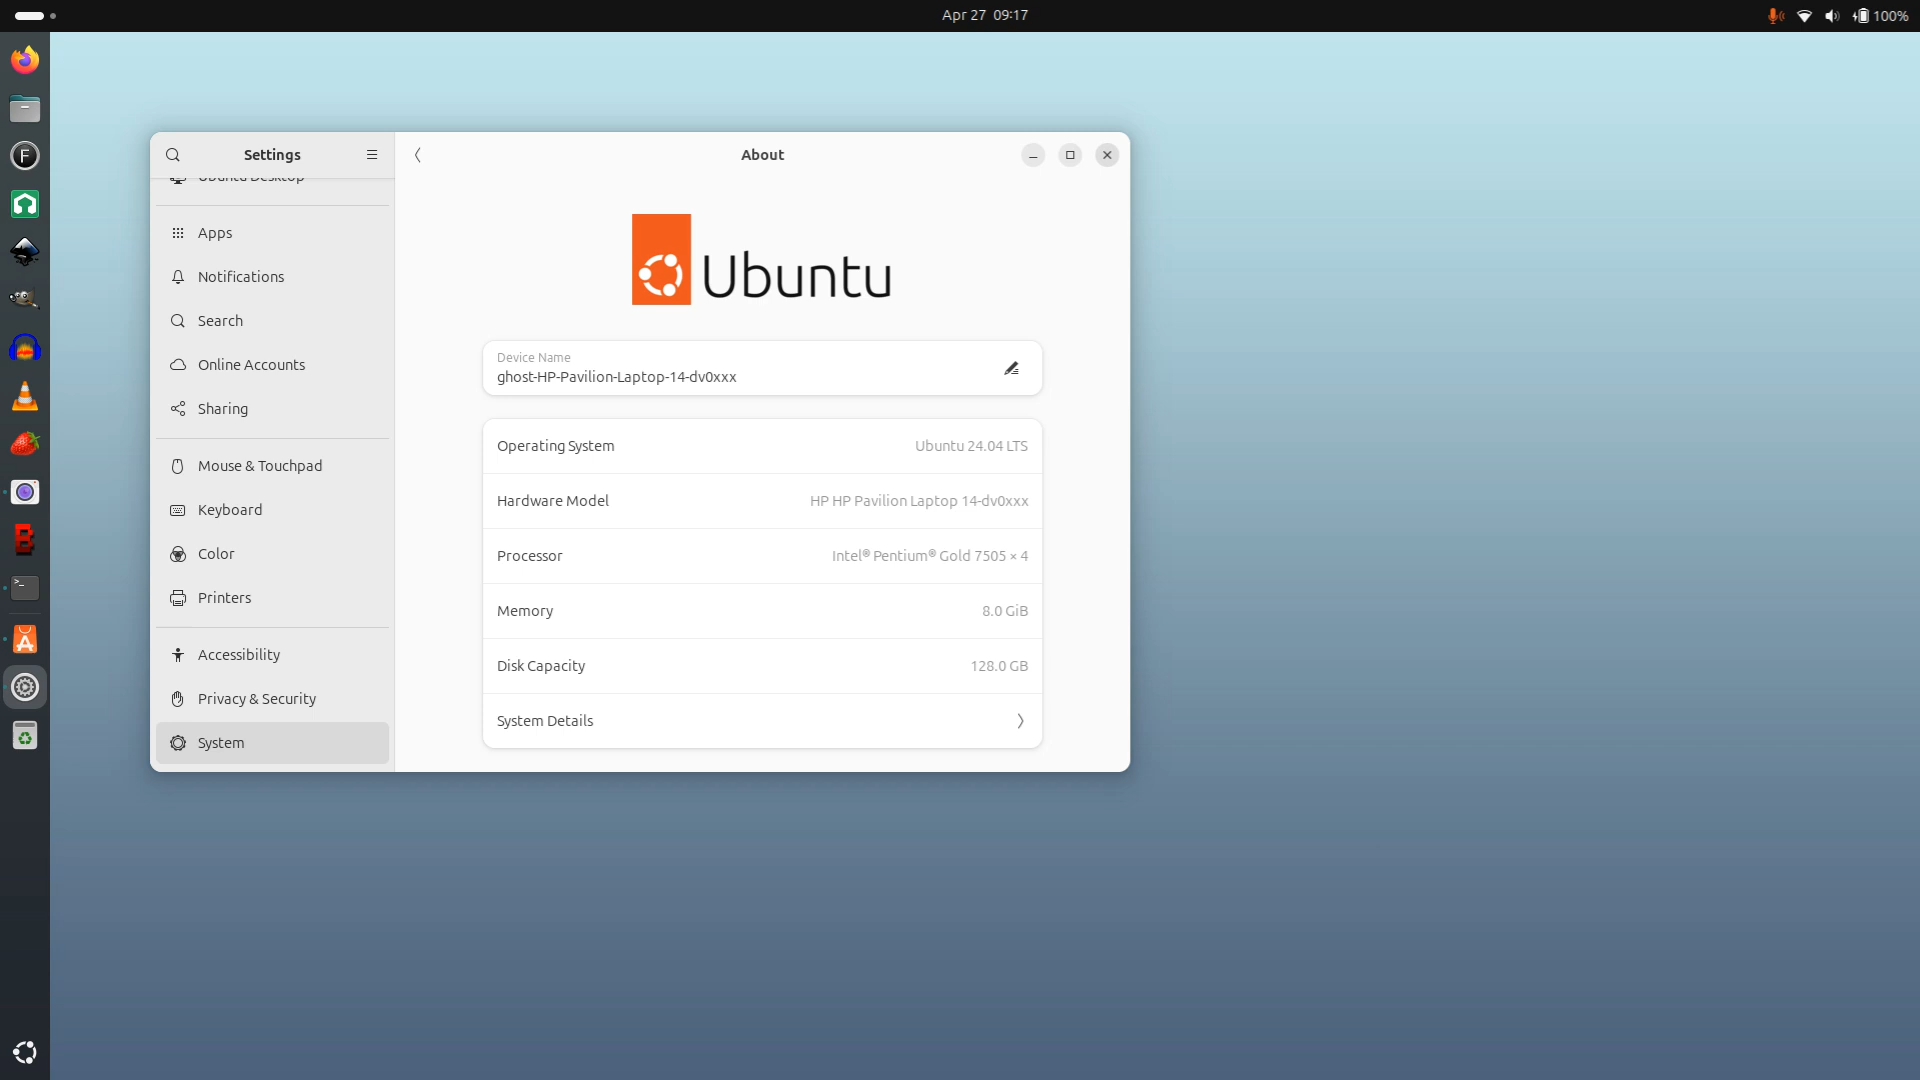 Apr 27 09:17
100%
Settings
About
Ubuntu Desktop
Apps
Notifications
Search
Online Accounts
Sharing
Mouse & Touchpad
Keyboard
Color
Printers
Accessibility
Privacy & Security
System
Ubuntu
Device Name
ghost-HP-Pavilion-Laptop-14-dv0xxx
Operating System Ubuntu 24.04 LTS
Hardware Model HP HP Pavilion Laptop 14-dv0xxx
Processor Intel® Pentium® Gold 7505 × 4
Memory 8.0 GiB
Disk Capacity 128.0 GB
System Details